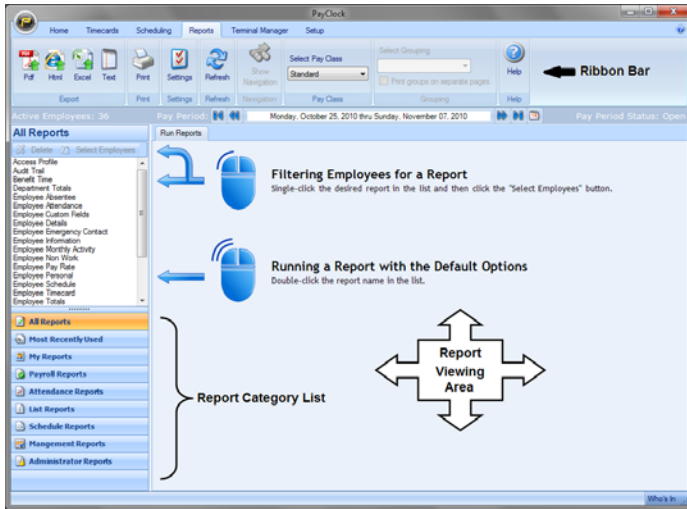 PayClock
Home Timecards Scheduling Reports Terminal Manager Setup
Pdf Html Excel Text Print Settings Refresh Show Navigation Select Pay Class Standard Select Grouping Print groups on separate pages Help
Ribbon Bar
Export Print Settings Refresh Navigation Pay Class Grouping Help
Active Employees: 36 Pay Period: Monday, October 25, 2010 thru Sunday, November 07, 2010 Pay Period Status: Open
All Reports
Run Reports
Delete Select Employees
Access Profile
Audit Trail
Benefit Time
Department Totals
Employee Absentee
Employee Attendance
Employee Custom Fields
Employee Details
Employee Emergency Contact
Employee Information
Employee Monthly Activity
Employee Non Work
Employee Pay Rate
Employee Personal
Employee Schedule
Employee Timecard
Employee Totals
Filtering Employees for a Report
Single-click the desired report in the list and then click the "Select Employees" button.
Running a Report with the Default Options
Double-click the report name in the list.
All Reports
Most Recently Used
My Reports
Payroll Reports
Attendance Reports
List Reports
Schedule Reports
Mangement Reports
Administrator Reports
Report Category List
Report
Viewing
Area
Who's In